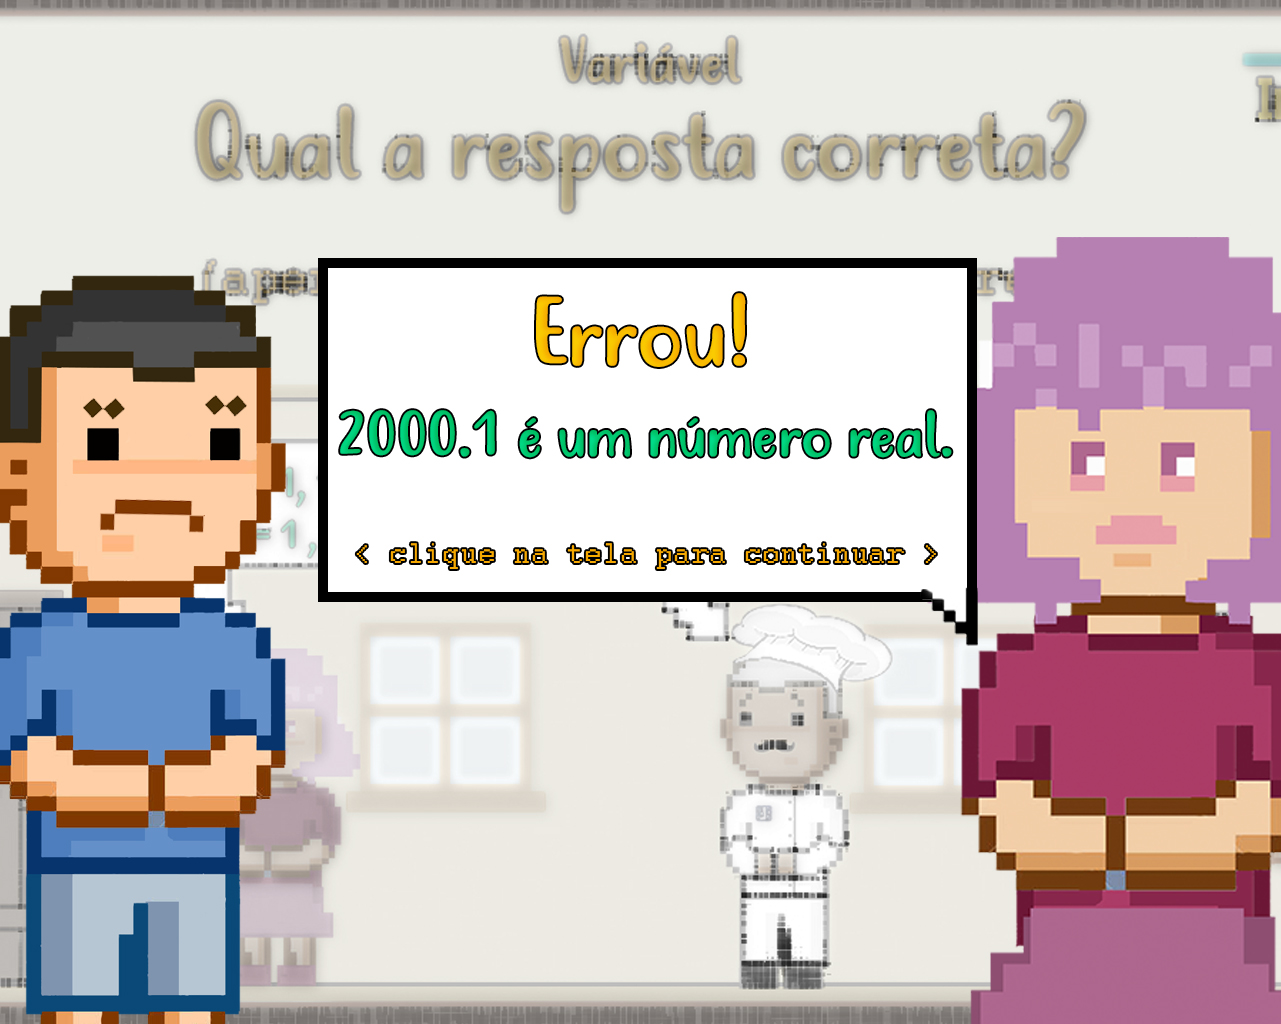 Variável
Qual a resposta correta?
Errou!
2000.1 é um número real.
< clique na tela para continuar >